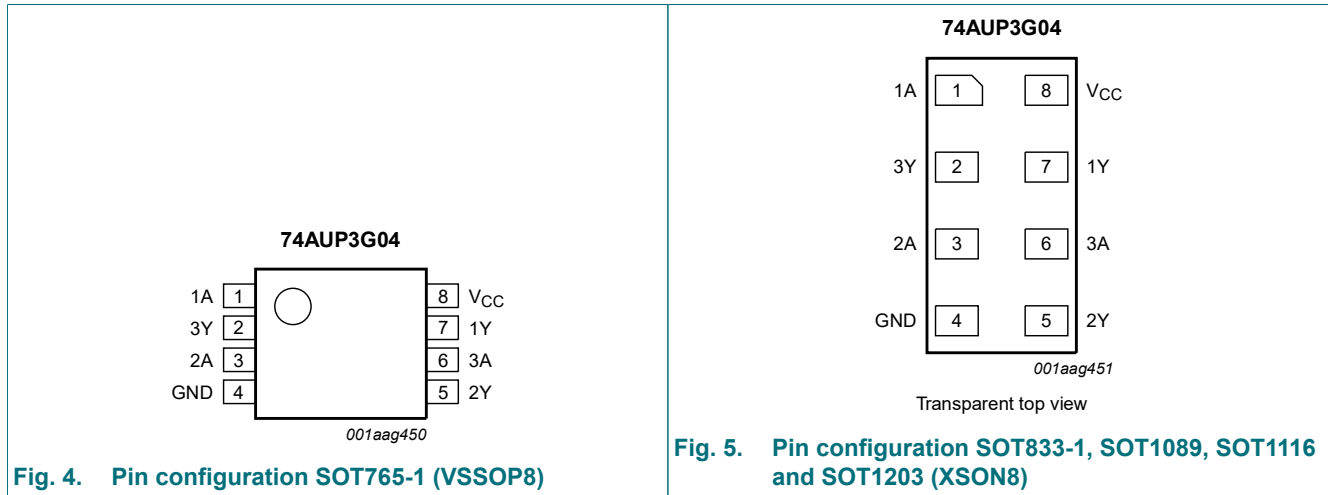 74AUP3G04
1A 1 8 VCC
3Y 2 7 1Y
2A 3 6 3A
GND 4 5 2Y
001aag450
Fig. 4. Pin configuration SOT765-1 (VSSOP8)
74AUP3G04
1A 1 8 VCC
3Y 2 7 1Y
2A 3 6 3A
GND 4 5 2Y
001aag451
Transparent top view
Fig. 5. Pin configuration SOT833-1, SOT1089, SOT1116
and SOT1203 (XSON8)